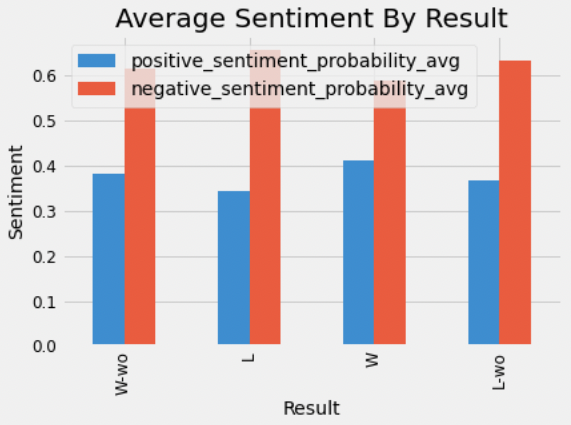 Average Sentiment By Result
positive_sentiment_probability_avg
negative_sentiment_probability_avg
0.6
0.5
0.4
0.3
0.2
0.1
0.0
Sentiment
W-wo
L
W
L-wo
Result